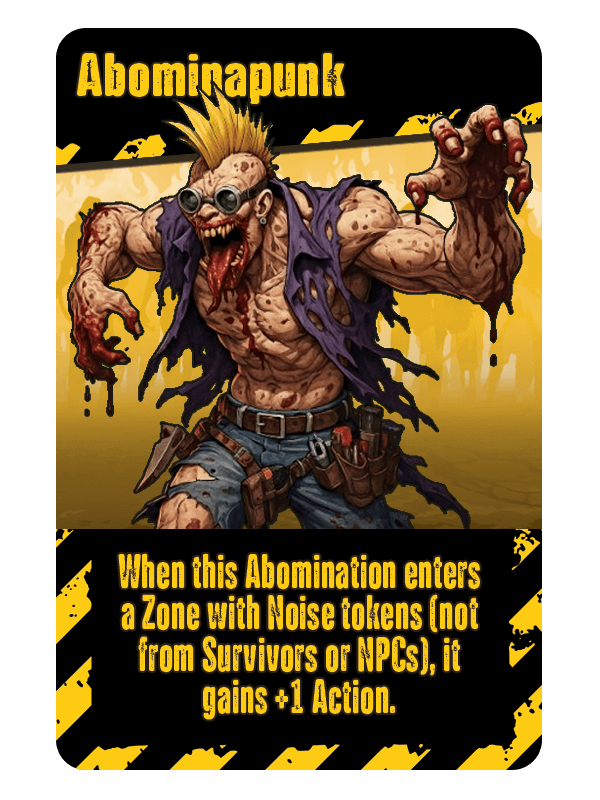 Abominapunk
When this Abomination enters
a Zone with Noise tokens (not
from Survivors or NPCs), it
gains +1 Action.